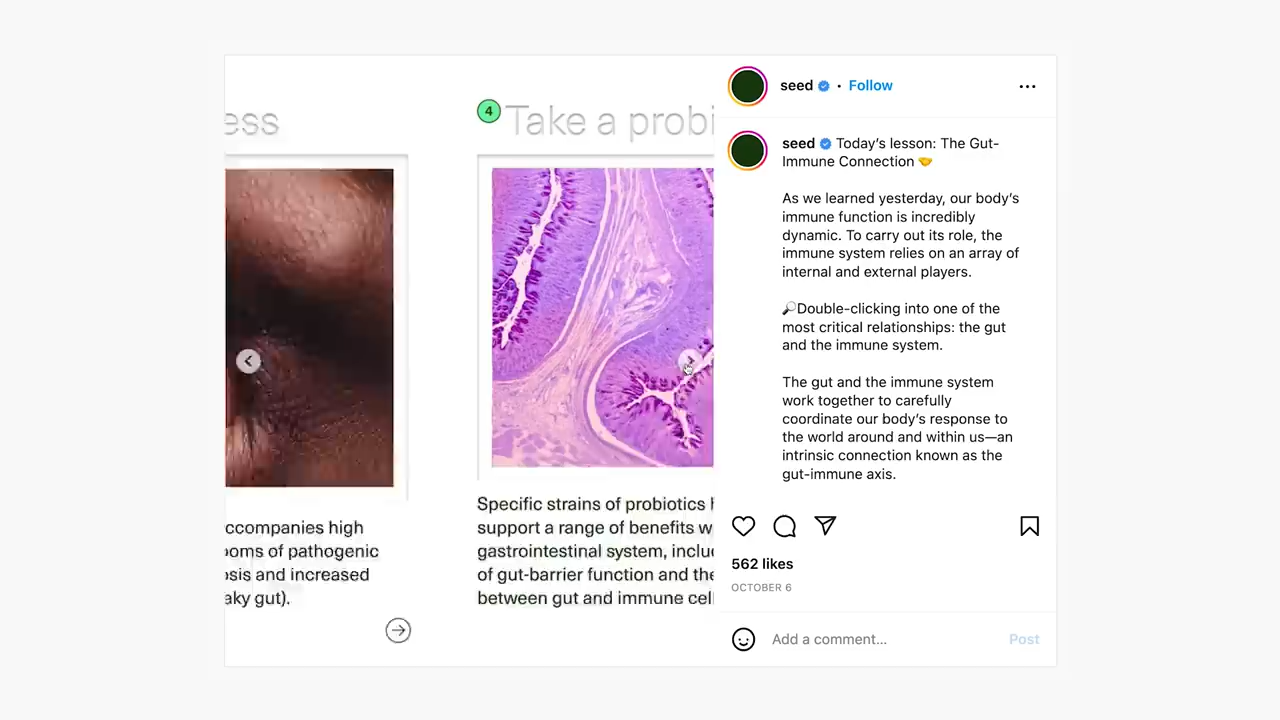 ess
4 Take a probi
ccompanies high
oms of pathogenic
osis and increased
aky gut).
Specific strains of probiotics
support a range of benefits w
gastrointestinal system, inclu
of gut-barrier function and the
between gut and immune cel
seed • Follow
seed Today’s lesson: The Gut-
Immune Connection 🤝
As we learned yesterday, our body’s
immune function is incredibly
dynamic. To carry out its role, the
immune system relies on an array of
internal and external players.
🔎Double-clicking into one of the
most critical relationships: the gut
and the immune system.
The gut and the immune system
work together to carefully
coordinate our body’s response to
the world around and within us—an
intrinsic connection known as the
gut-immune axis.
562 likes
OCTOBER 6
Add a comment...
Post